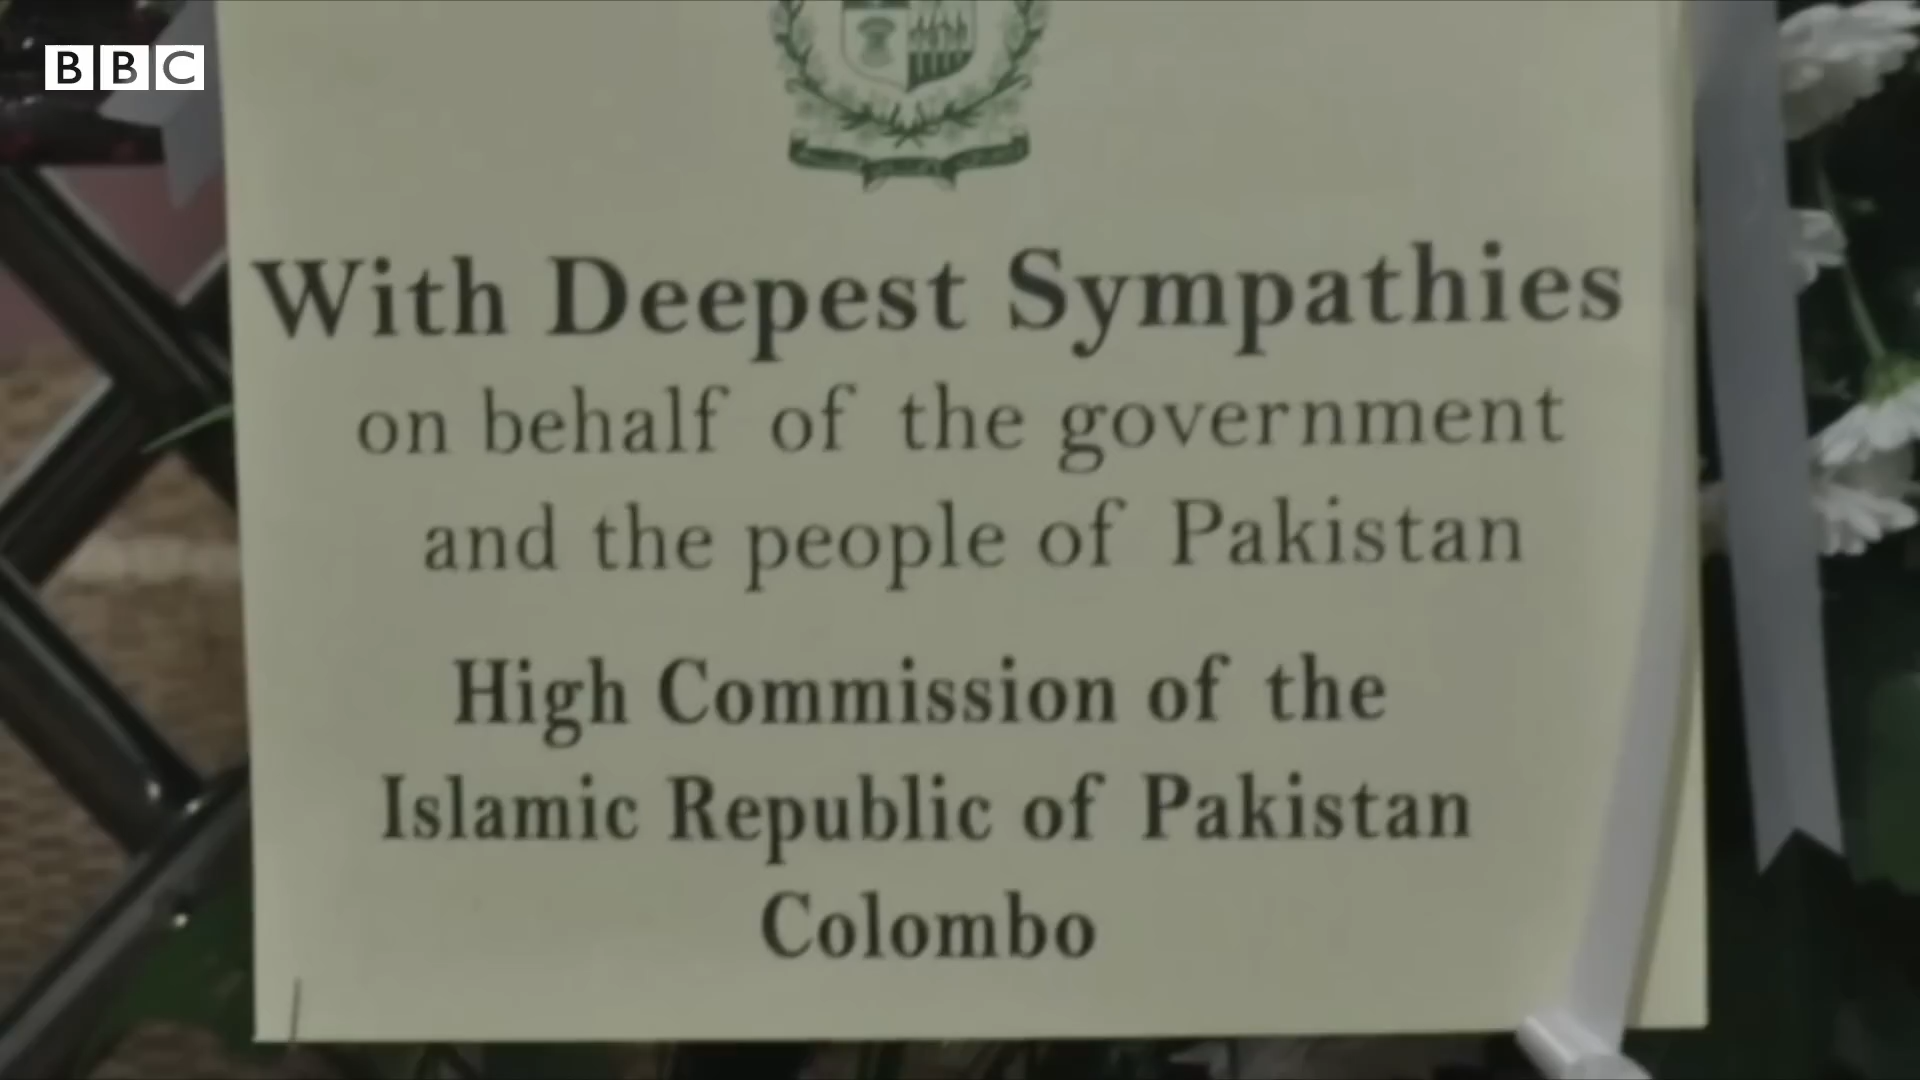 BBC
With Deepest Sympathies
on behalf of the government
and the people of Pakistan
High Commission of the
Islamic Republic of Pakistan
Colombo